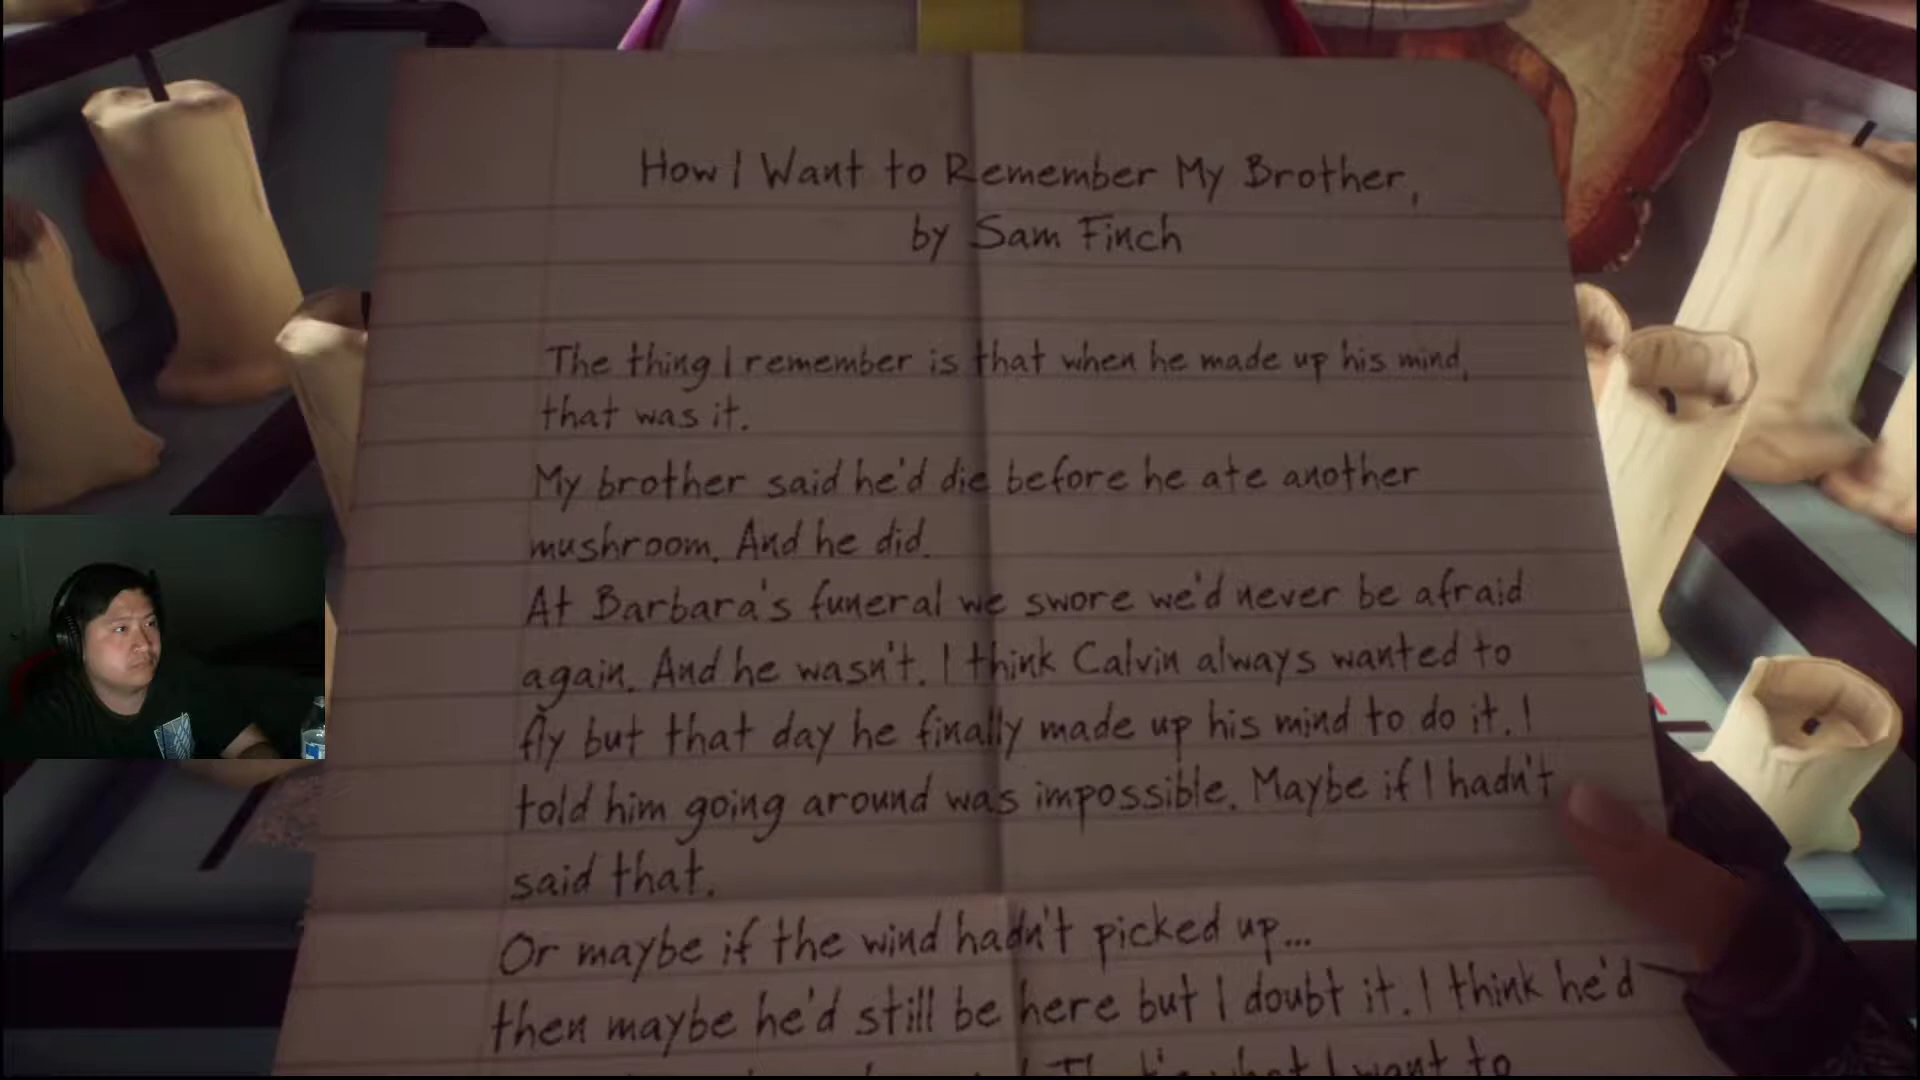 How I Want to Remember My Brother,
by Sam Finch
The thing I remember is that when he made up his mind,
that was it.
My brother said he'd die before he ate another
mushroom. And he did.
At Barbara's funeral we swore we'd never be afraid
again. And he wasn't. I think Calvin always wanted to
fly but that day he finally made up his mind to do it. I
told him going around was impossible. Maybe if I hadn't
said that.
Or maybe if the wind hadn't picked up...
then maybe he'd still be here but I doubt it. I think he'd
That's what I want to